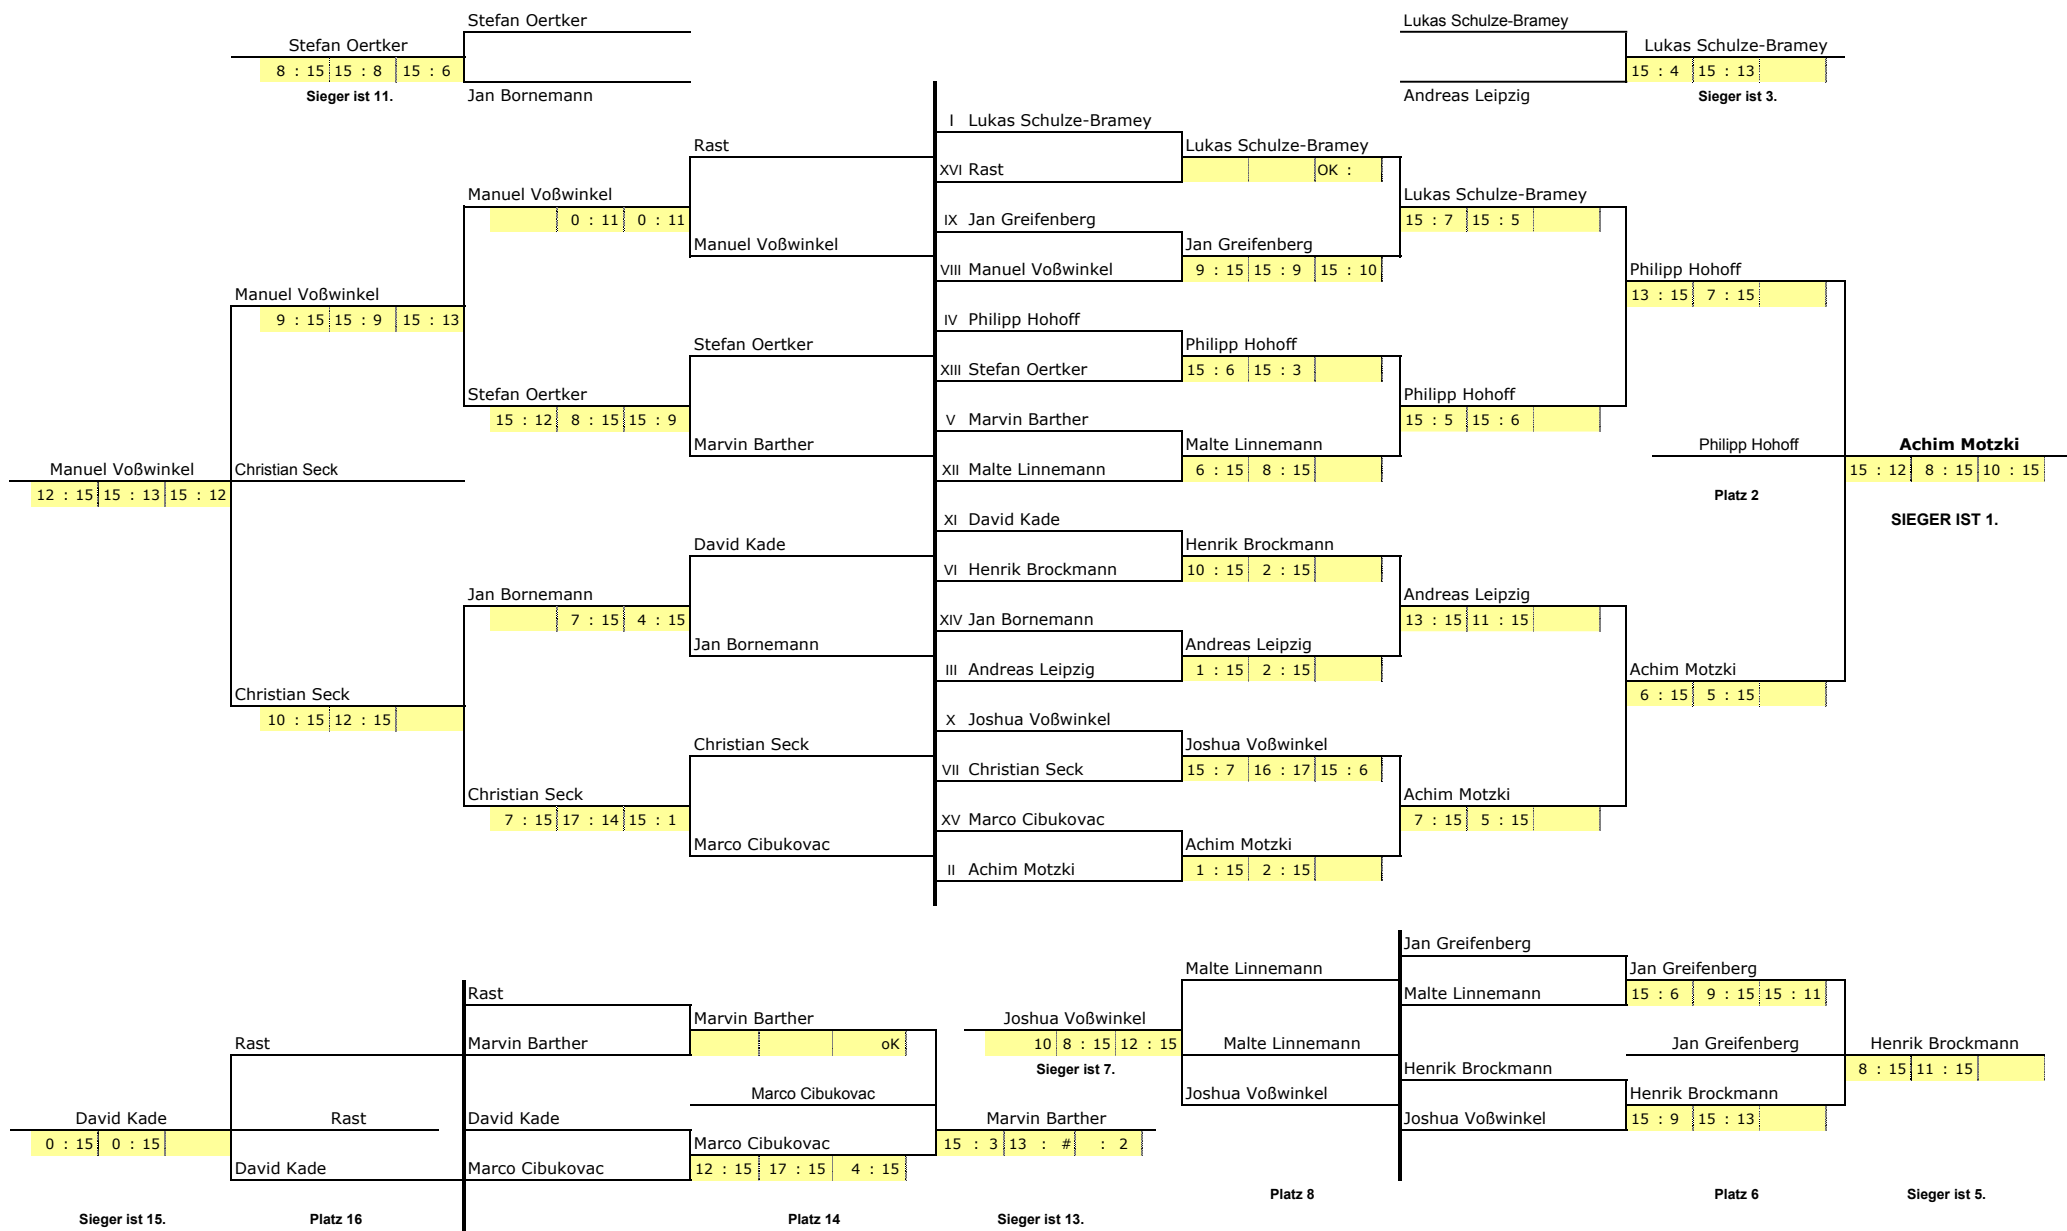 Stefan Oertker
Lukas Schulze-Bramey
Stefan Oertker
Lukas Schulze-Bramey
8 : 15 15 : 8 15 : 6
15 : 4 15 : 13
Sieger ist 11.
Jan Bornemann
Andreas Leipzig
Sieger ist 3.
I Lukas Schulze-Bramey
Rast
Lukas Schulze-Bramey
XVI Rast
OK :
Manuel Voßwinkel
Lukas Schulze-Bramey
0 : 11 0 : 11
IX Jan Greifenberg
15 : 7 15 : 5
Manuel Voßwinkel
Jan Greifenberg
VIII Manuel Voßwinkel
9 : 15 15 : 9 15 : 10
Philipp Hohoff
Manuel Voßwinkel
13 : 15 7 : 15
9 : 15 15 : 9 15 : 13
IV Philipp Hohoff
Stefan Oertker
Philipp Hohoff
XIII Stefan Oertker
15 : 6 15 : 3
Stefan Oertker
Philipp Hohoff
15 : 12 8 : 15 15 : 9
V Marvin Barther
15 : 5 15 : 6
Marvin Barther
Malte Linnemann
Philipp Hohoff
Achim Motzki
Manuel Voßwinkel
Christian Seck
XII Malte Linnemann
6 : 15 8 : 15
15 : 12 8 : 15 10 : 15
12 : 15 15 : 13 15 : 12
Platz 2
XI David Kade
SIEGER IST 1.
David Kade
Henrik Brockmann
VI Henrik Brockmann
10 : 15 2 : 15
Jan Bornemann
Andreas Leipzig
7 : 15 4 : 15
XIV Jan Bornemann
13 : 15 11 : 15
Jan Bornemann
Andreas Leipzig
III Andreas Leipzig
1 : 15 2 : 15
Achim Motzki
Christian Seck
6 : 15 5 : 15
10 : 15 12 : 15
X Joshua Voßwinkel
Christian Seck
Joshua Voßwinkel
VII Christian Seck
15 : 7 16 : 17 15 : 6
Christian Seck
Achim Motzki
7 : 15 17 : 14 15 : 1
XV Marco Cibukovac
7 : 15 5 : 15
Marco Cibukovac
Achim Motzki
II Achim Motzki
1 : 15 2 : 15
Jan Greifenberg
Malte Linnemann
Jan Greifenberg
Rast
Malte Linnemann
15 : 6 9 : 15 15 : 11
Marvin Barther
Joshua Voßwinkel
Rast
Marvin Barther
oK
10 8 : 15 12 : 15
Malte Linnemann
Jan Greifenberg
Henrik Brockmann
Sieger ist 7.
Henrik Brockmann
8 : 15 11 : 15
Marco Cibukovac
Joshua Voßwinkel
Henrik Brockmann
David Kade
Rast
David Kade
Marvin Barther
Joshua Voßwinkel
15 : 9 15 : 13
0 : 15 0 : 15
Marco Cibukovac
15 : 3 13 : # : 2
David Kade
Marco Cibukovac
12 : 15 17 : 15 4 : 15
Platz 8
Platz 6
Sieger ist 5.
Sieger ist 15.
Platz 16
Platz 14
Sieger ist 13.